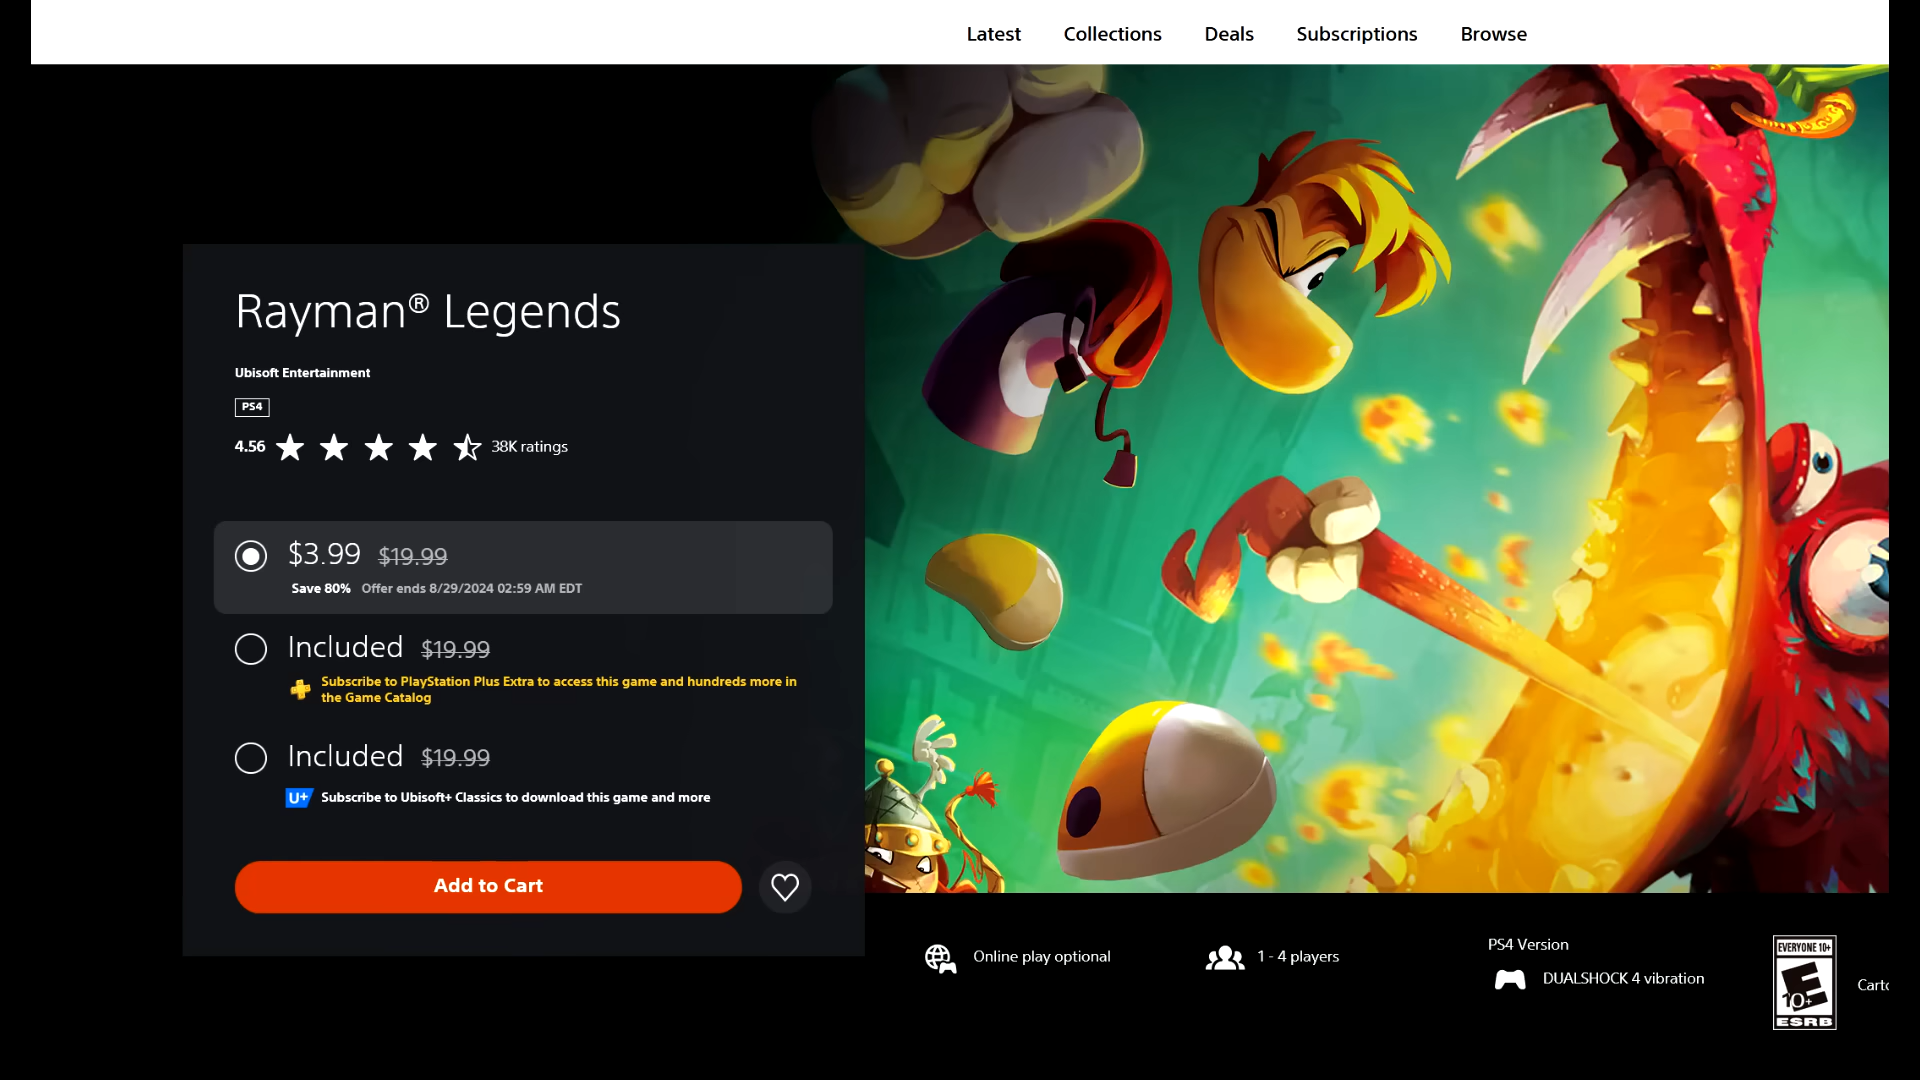 Latest Collections Deals Subscriptions Browse
Rayman® Legends
Ubisoft Entertainment
PS4
4.56 38K ratings
$3.99 $19.99
Save 80% Offer ends 8/29/2024 02:59 AM EDT
Included $19.99
Subscribe to PlayStation Plus Extra to access this game and hundreds more in
the Game Catalog
Included $19.99
U+ Subscribe to Ubisoft+ Classics to download this game and more
Add to Cart
Online play optional
1 - 4 players
PS4 Version
DUALSHOCK 4 vibration
EVERYONE 10+
E
10+
ESRB